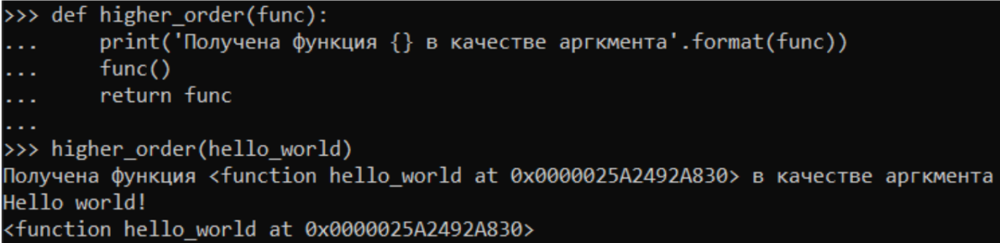 >>> def higher_order(func):
...     print('Получена функция {} в качестве аргкмента'.format(func))
...     func()
...     return func
...
>>> higher_order(hello_world)
Получена функция <function hello_world at 0x0000025A2492A830> в качестве аргкмента
Hello world!
<function hello_world at 0x0000025A2492A830>